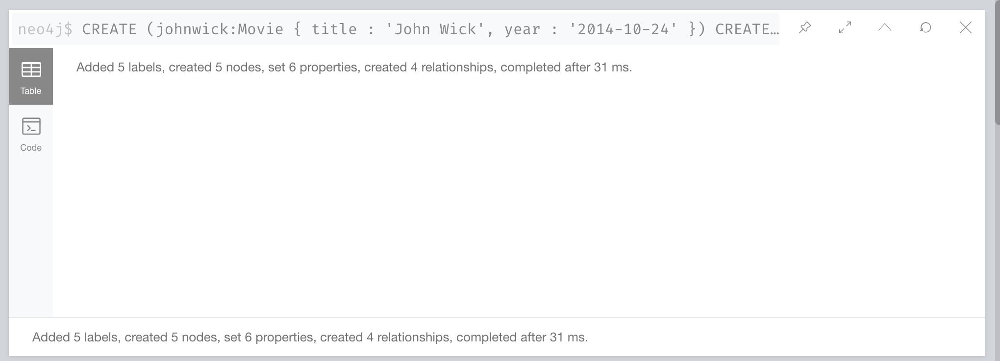 neo4j$ CREATE (johnwick:Movie { title : 'John Wick', year : '2014-10-24' }) CREATE…
Added 5 labels, created 5 nodes, set 6 properties, created 4 relationships, completed after 31 ms.
Table
Code
Added 5 labels, created 5 nodes, set 6 properties, created 4 relationships, completed after 31 ms.